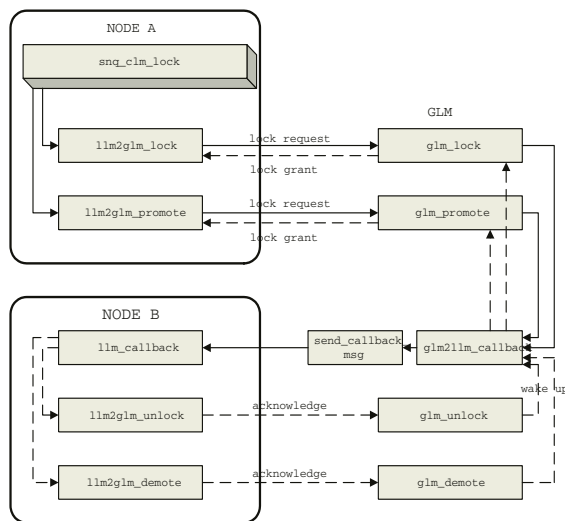 NODE A
snq_clm_lock
GLM
llm2glm_lock
lock request
glm_lock
lock grant
llm2glm_promote
lock request
glm_promote
lock grant
NODE B
llm_callback
send_callback
msg
glm2llm_callback
wake up
llm2glm_unlock
acknowledge
glm_unlock
llm2glm_demote
acknowledge
glm_demote